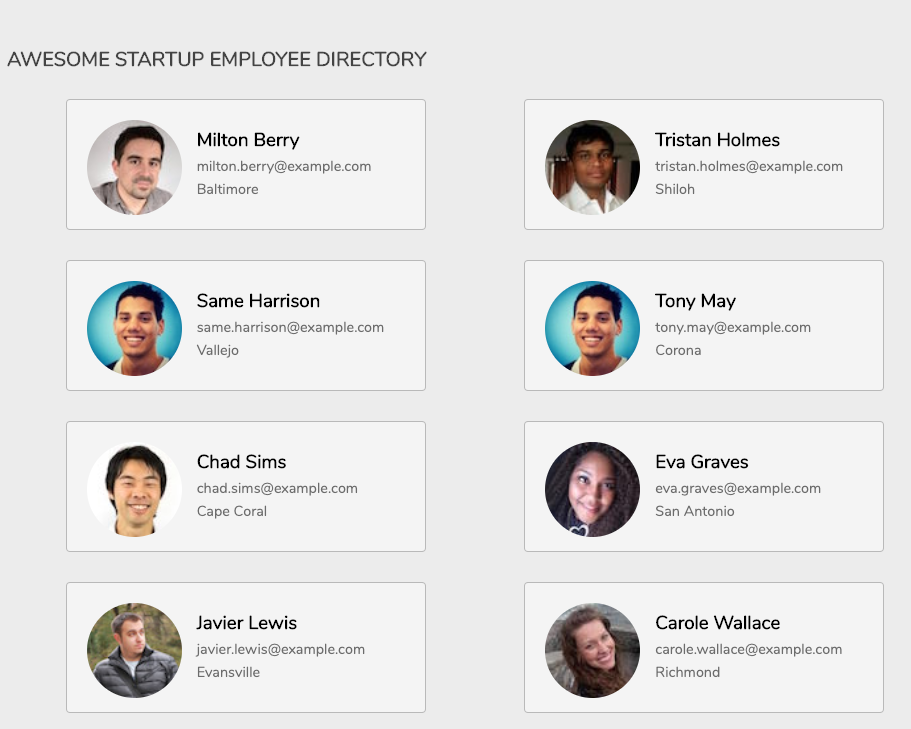 AWESOME STARTUP EMPLOYEE DIRECTORY
Milton Berry
milton.berry@example.com
Baltimore
Tristan Holmes
tristan.holmes@example.com
Shiloh
Same Harrison
same.harrison@example.com
Vallejo
Tony May
tony.may@example.com
Corona
Chad Sims
chad.sims@example.com
Cape Coral
Eva Graves
eva.graves@example.com
San Antonio
Javier Lewis
javier.lewis@example.com
Evansville
Carole Wallace
carole.wallace@example.com
Richmond